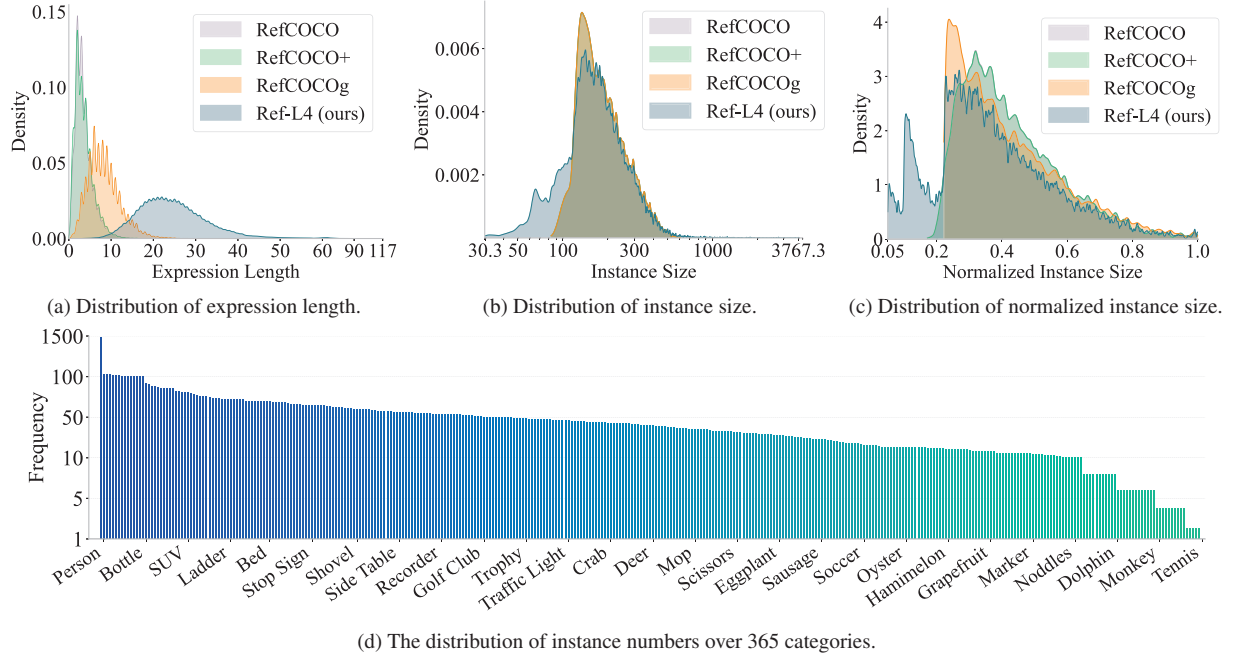 0.15
0.10
0.05
0.00
Density
0 10 20 30 40 50 60 90 117
Expression Length
RefCOCO
RefCOCO+
RefCOCOg
Ref-L4 (ours)
(a) Distribution of expression length.
0.006
0.004
0.002
Density
30.3 50 100 300 1000 3767.3
Instance Size
RefCOCO
RefCOCO+
RefCOCOg
Ref-L4 (ours)
(b) Distribution of instance size.
4
3
2
1
0
Density
0.05 0.2 0.4 0.6 0.8 1.0
Normalized Instance Size
RefCOCO
RefCOCO+
RefCOCOg
Ref-L4 (ours)
(c) Distribution of normalized instance size.
1500
100
50
10
5
1
Frequency
Person
Bottle
SUV
Ladder
Bed
Stop Sign
Shovel
Side Table
Recorder
Golf Club
Trophy
Traffic Light
Crab
Deer
Mop
Scissors
Eggplant
Sausage
Soccer
Oyster
Hamimelon
Grapefruit
Marker
Noddles
Dolphin
Monkey
Tennis
(d) The distribution of instance numbers over 365 categories.